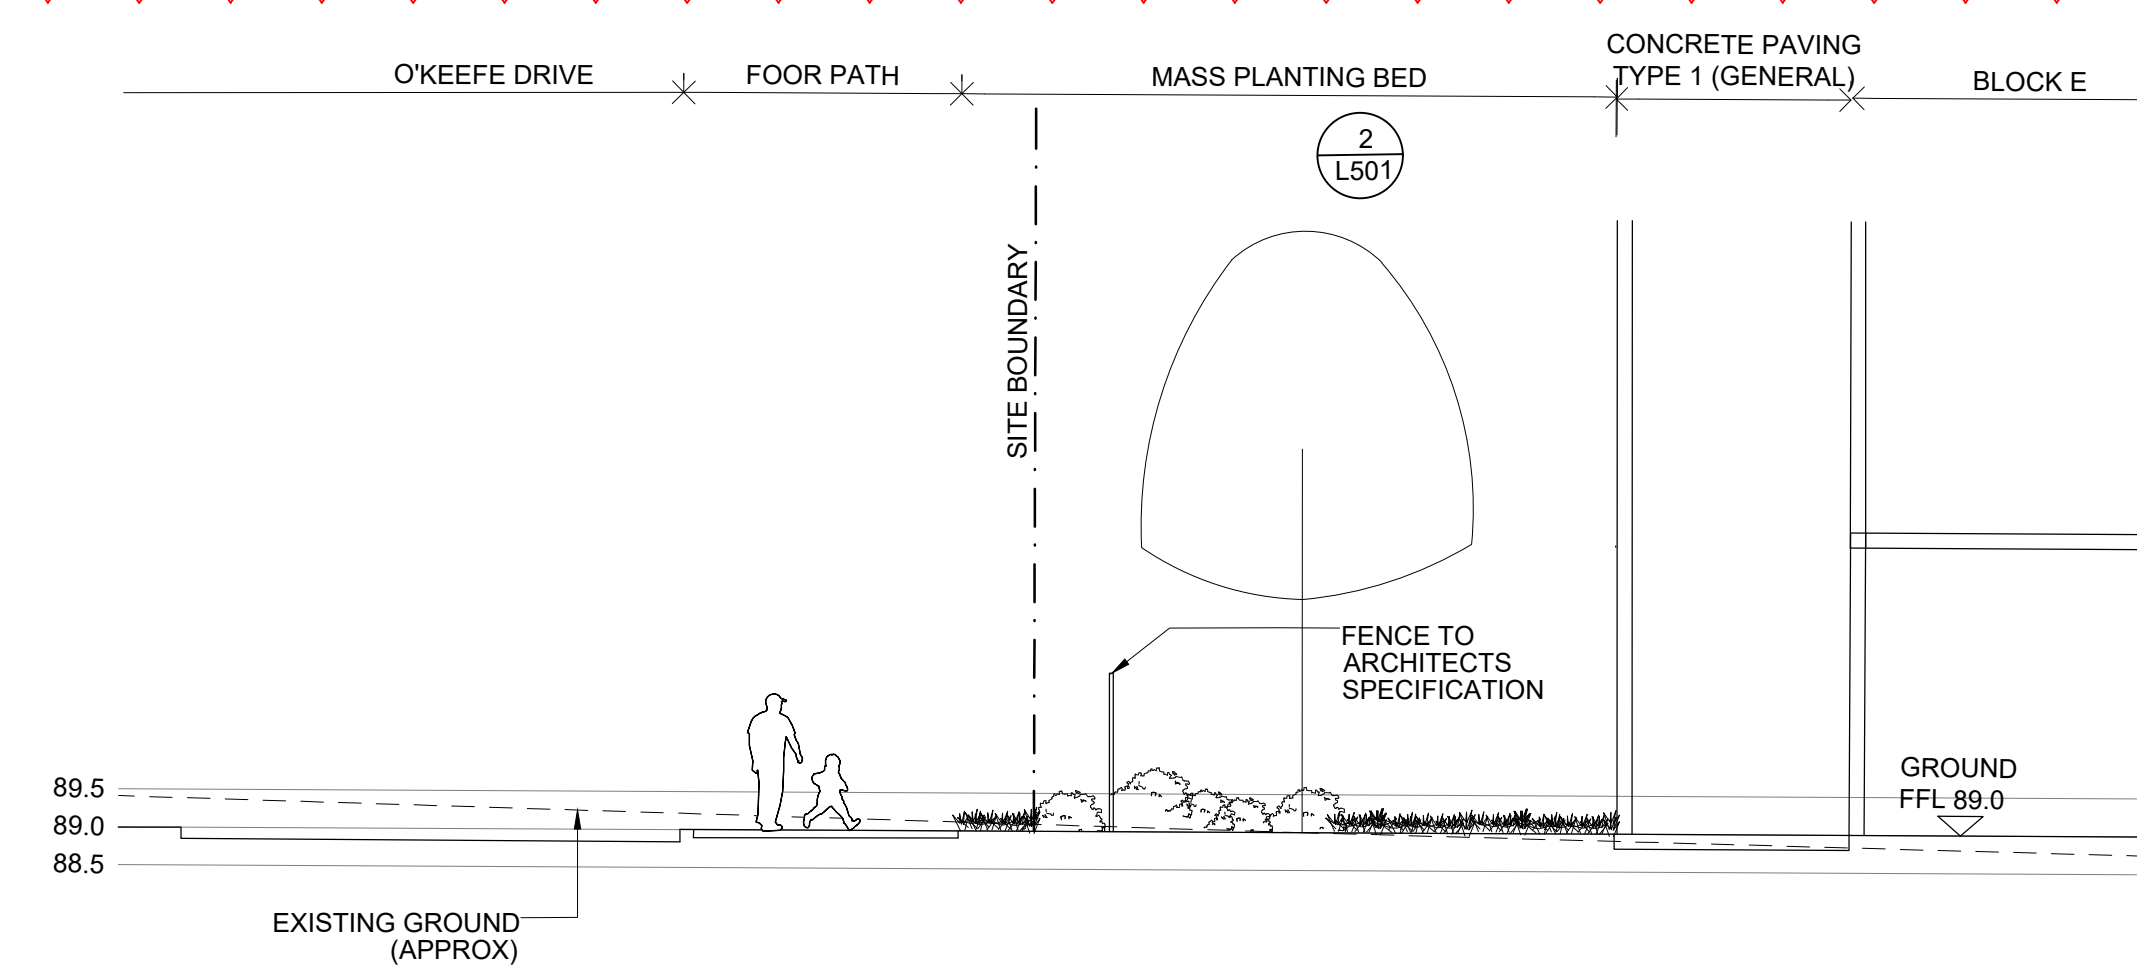 O'KEEFE DRIVE
FOOR PATH
MASS PLANTING BED
CONCRETE PAVING
TYPE 1 (GENERAL)
BLOCK E
2
L501
SITE BOUNDARY
FENCE TO
ARCHITECTS
SPECIFICATION
GROUND
FFL 89.0
89.5
89.0
88.5
EXISTING GROUND
(APPROX)